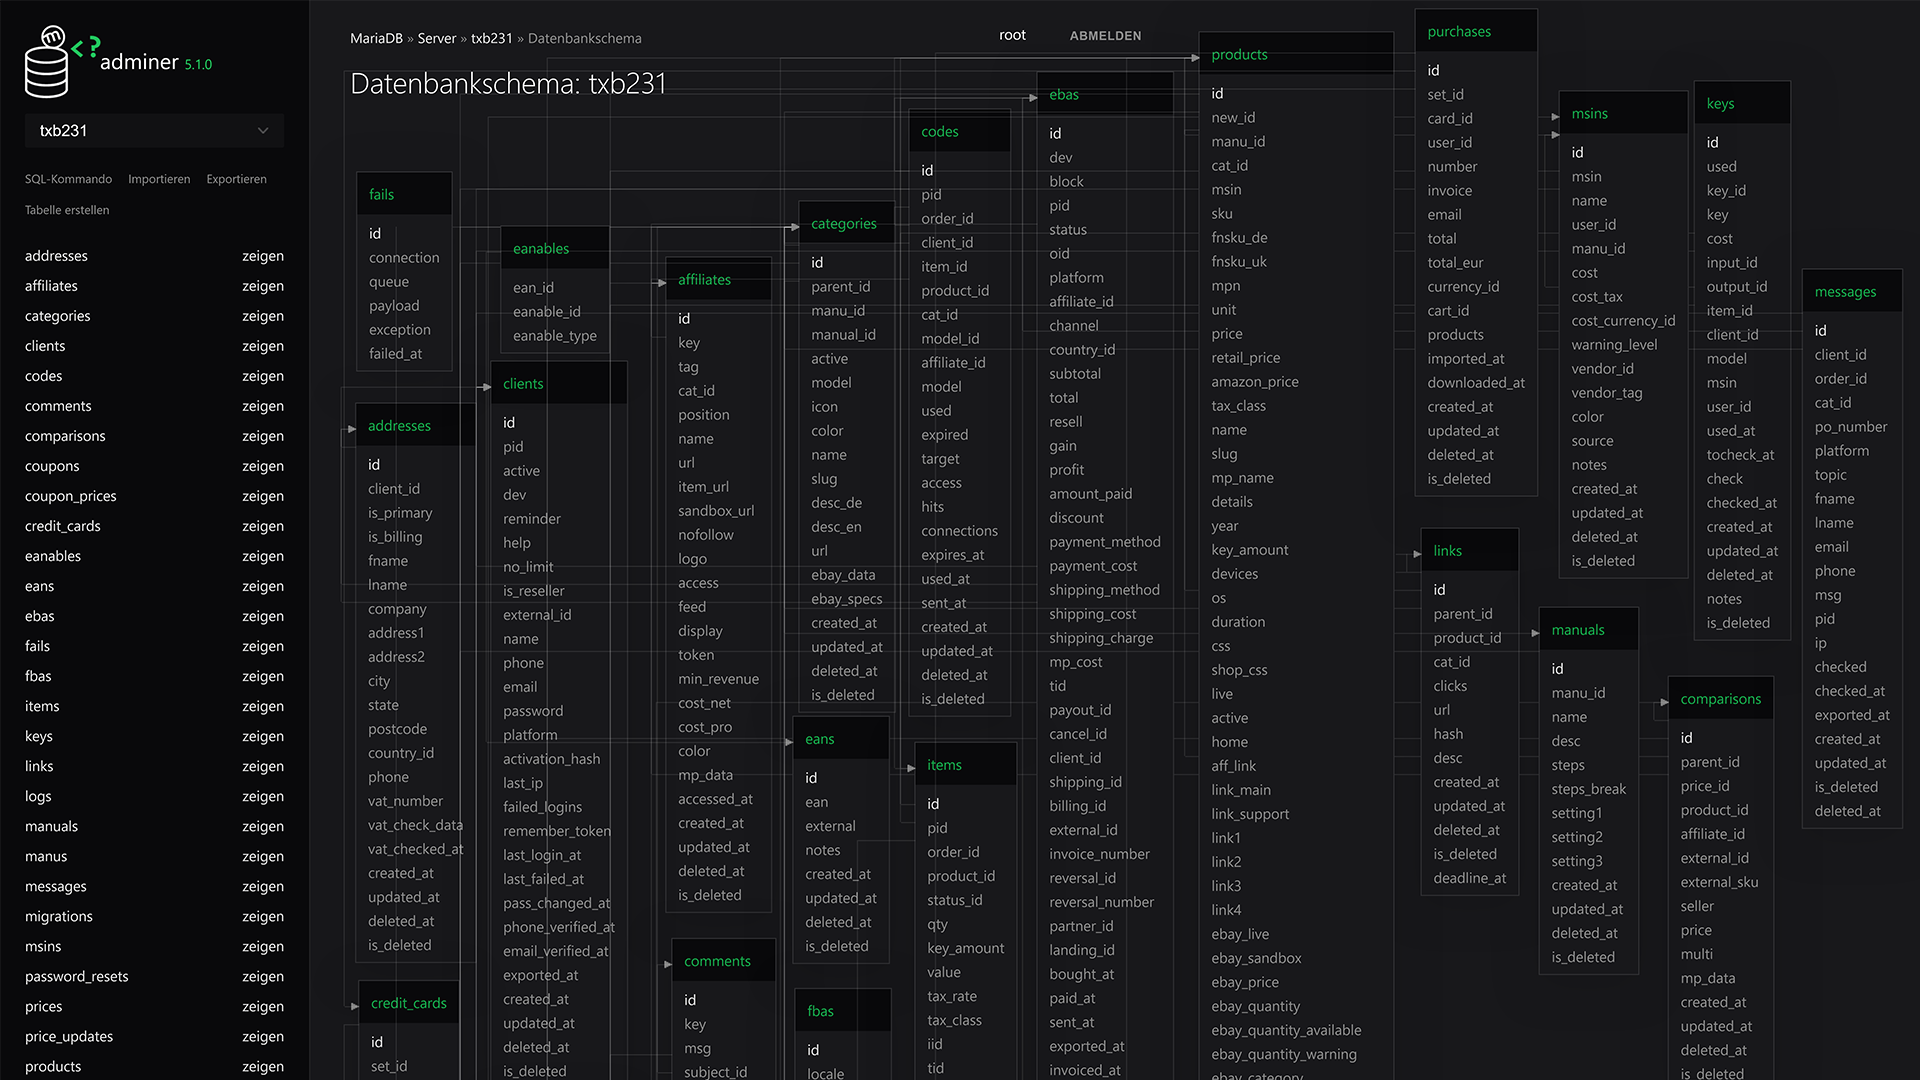 adminer 5.1.0
txb231
SQL-Kommando Importieren Exportieren
Tabelle erstellen
addresses zeigen
affiliates zeigen
categories zeigen
clients zeigen
codes zeigen
comments zeigen
comparisons zeigen
coupons zeigen
coupon_prices zeigen
credit_cards zeigen
eanables zeigen
eans zeigen
ebas zeigen
fails zeigen
fbas zeigen
items zeigen
keys zeigen
links zeigen
logs zeigen
manuals zeigen
manus zeigen
messages zeigen
migrations zeigen
msins zeigen
password_resets zeigen
prices zeigen
price_updates zeigen
products zeigen
MariaDB » Server » txb231 » Datenbankschema
root ABMELDEN
Datenbankschema: txb231
fails
id
connection
queue
payload
exception
failed_at
addresses
id
client_id
is_primary
is_billing
fname
lname
company
address1
address2
city
state
postcode
country_id
phone
vat_number
vat_check_data
vat_checked_at
created_at
updated_at
deleted_at
is_deleted
credit_cards
id
set_id
eanables
ean_id
eanable_id
eanable_type
clients
id
pid
active
dev
reminder
help
no_limit
is_reseller
external_id
name
phone
email
password
platform
activation_hash
last_ip
failed_logins
remember_token
last_login_at
last_failed_at
pass_changed_at
phone_verified_at
email_verified_at
exported_at
created_at
updated_at
deleted_at
is_deleted
affiliates
id
key
tag
cat_id
position
name
url
item_url
sandbox_url
nofollow
logo
access
feed
display
token
min_revenue
cost_net
cost_pro
color
mp_data
accessed_at
created_at
updated_at
deleted_at
is_deleted
comments
id
key
msg
subject_id
categories
id
parent_id
manu_id
manual_id
active
model
icon
color
name
slug
desc_de
desc_en
url
ebay_data
ebay_specs
created_at
updated_at
deleted_at
is_deleted
eans
id
ean
external
notes
created_at
updated_at
deleted_at
is_deleted
fbas
id
locale
codes
id
pid
order_id
client_id
item_id
product_id
cat_id
model_id
affiliate_id
model
used
expired
target
access
hits
connections
expires_at
used_at
sent_at
created_at
updated_at
deleted_at
is_deleted
items
id
pid
order_id
product_id
status_id
qty
key_amount
value
tax_rate
tax_class
iid
tid
ebas
id
dev
block
pid
status
oid
platform
affiliate_id
channel
country_id
subtotal
total
resell
gain
profit
amount_paid
discount
payment_method
payment_cost
shipping_method
shipping_cost
shipping_charge
mp_cost
tid
payout_id
cancel_id
client_id
shipping_id
billing_id
external_id
invoice_number
reversal_id
reversal_number
partner_id
landing_id
bought_at
paid_at
sent_at
exported_at
invoiced_at
products
id
new_id
manu_id
cat_id
msin
sku
fnsku_de
fnsku_uk
mpn
unit
price
retail_price
amazon_price
tax_class
name
slug
mp_name
details
year
key_amount
devices
os
duration
css
shop_css
live
active
home
aff_link
link_main
link_support
link1
link2
link3
link4
ebay_live
ebay_sandbox
ebay_price
ebay_quantity
ebay_quantity_available
ebay_quantity_warning
ebay_category
purchases
id
set_id
card_id
user_id
number
invoice
email
total
total_eur
currency_id
cart_id
products
imported_at
downloaded_at
created_at
updated_at
deleted_at
is_deleted
links
id
parent_id
product_id
cat_id
clicks
url
hash
desc
created_at
updated_at
deleted_at
is_deleted
deadline_at
msins
id
msin
name
user_id
manu_id
cost
cost_tax
cost_currency_id
warning_level
vendor_id
vendor_tag
color
source
notes
created_at
updated_at
deleted_at
is_deleted
manuals
id
manu_id
name
desc
steps
steps_break
setting1
setting2
setting3
created_at
updated_at
deleted_at
is_deleted
keys
id
used
key_id
key
cost
input_id
output_id
item_id
client_id
model
msin
user_id
used_at
tocheck_at
check
checked_at
created_at
updated_at
deleted_at
notes
is_deleted
comparisons
id
parent_id
price_id
product_id
affiliate_id
external_id
external_sku
seller
price
multi
mp_data
created_at
updated_at
deleted_at
is_deleted
messages
id
client_id
order_id
cat_id
po_number
platform
topic
fname
lname
email
phone
msg
pid
ip
checked
checked_at
exported_at
created_at
updated_at
is_deleted
deleted_at